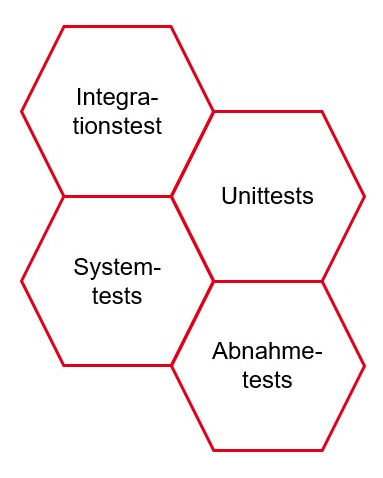 Integra-
tionstest
Unittests
System-
tests
Abnahme-
tests